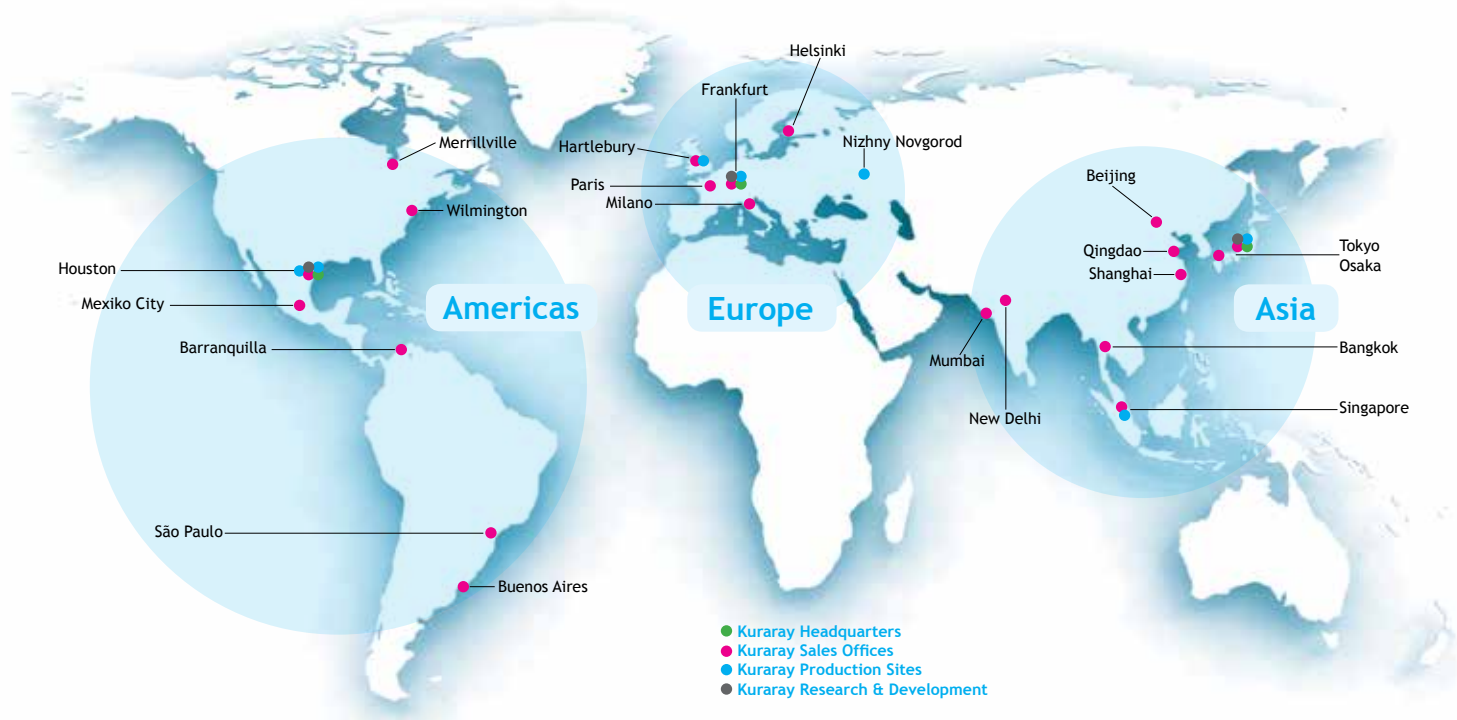 Helsinki
Frankfurt
Merrillville
Hartlebury
Nizhny Novgorod
Beijing
Paris
Milano
Wilmington
Qingdao
Tokyo
Osaka
Houston
Shanghai
Mexiko City
Americas
Europe
Asia
Barranquilla
Mumbai
Bangkok
New Delhi
Singapore
São Paulo
Buenos Aires
Kuraray Headquarters
Kuraray Sales Offices
Kuraray Production Sites
Kuraray Research & Development